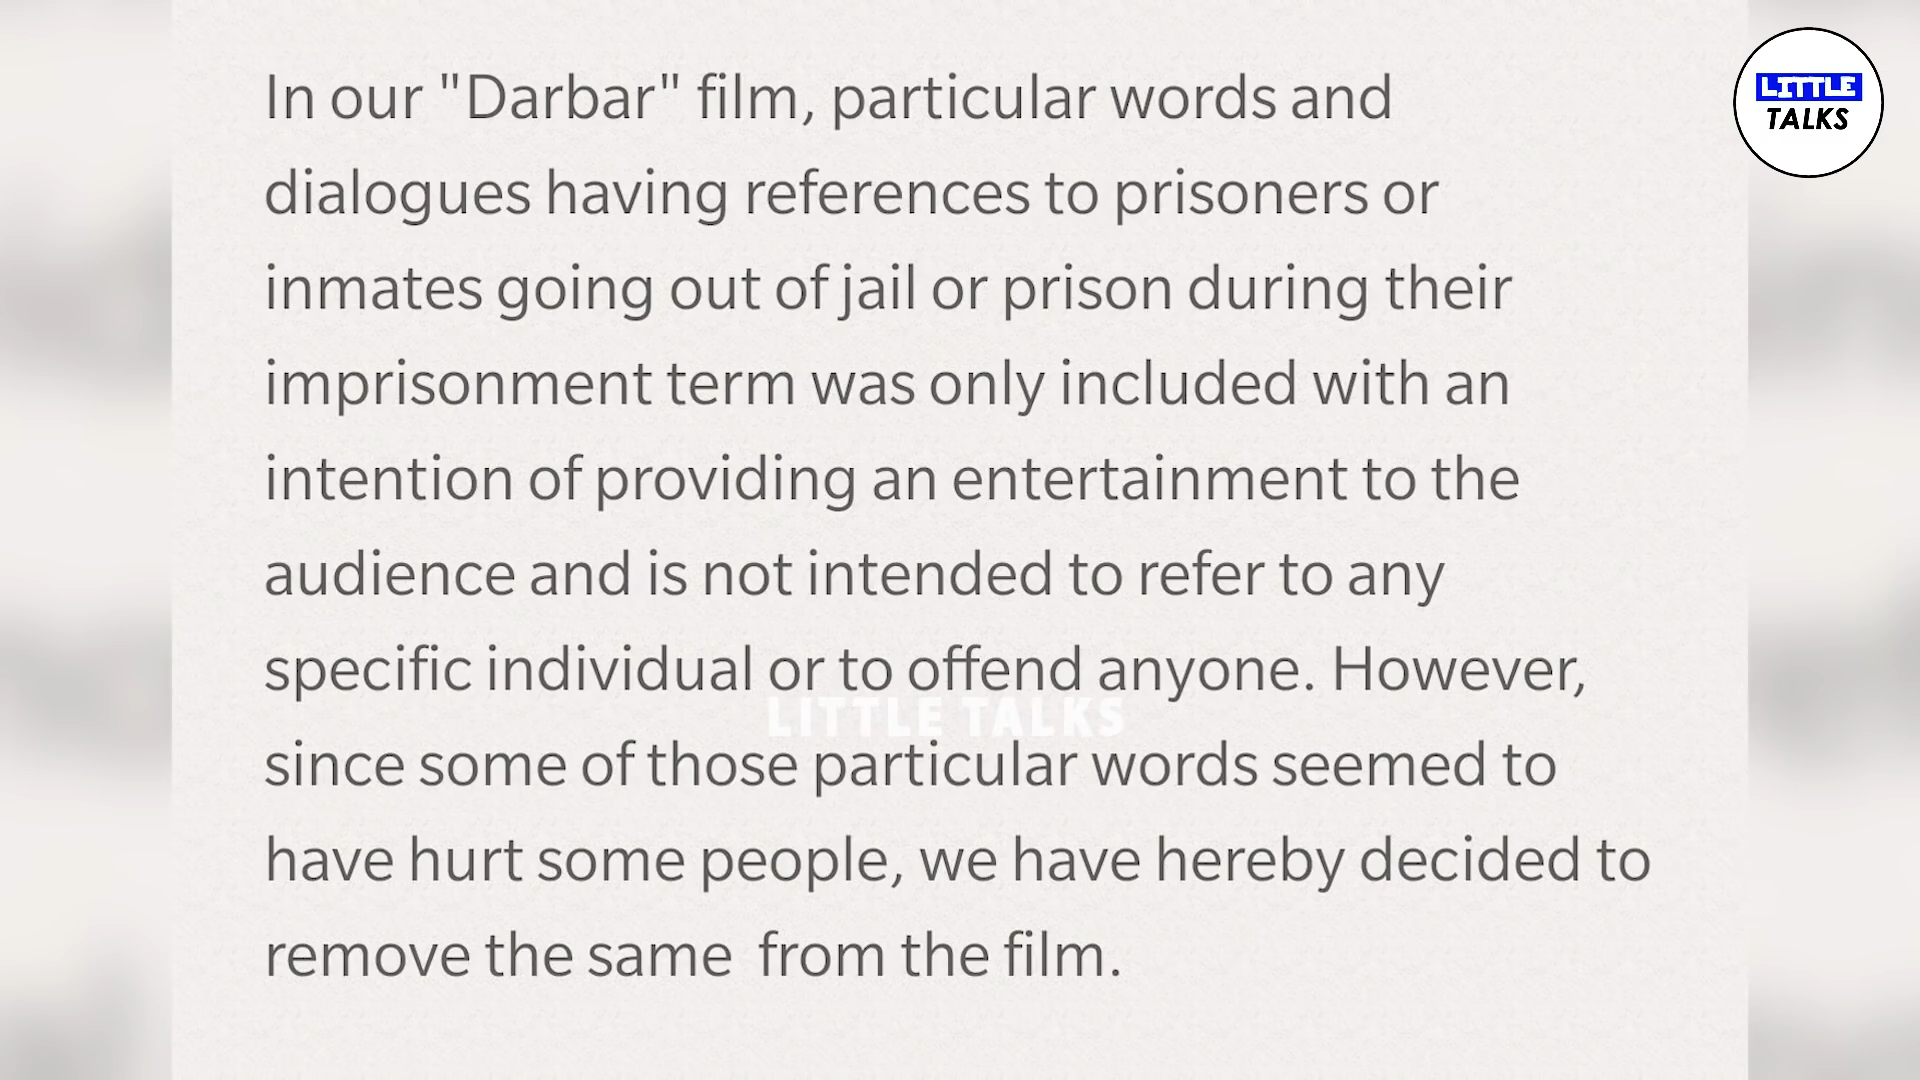 In our "Darbar" film, particular words and
dialogues having references to prisoners or
inmates going out of jail or prison during their
imprisonment term was only included with an
intention of providing an entertainment to the
audience and is not intended to refer to any
specific individual or to offend anyone. However,
since some of those particular words seemed to
have hurt some people, we have hereby decided to
remove the same  from the film.
LITTLE TALKS
LITTLE
TALKS